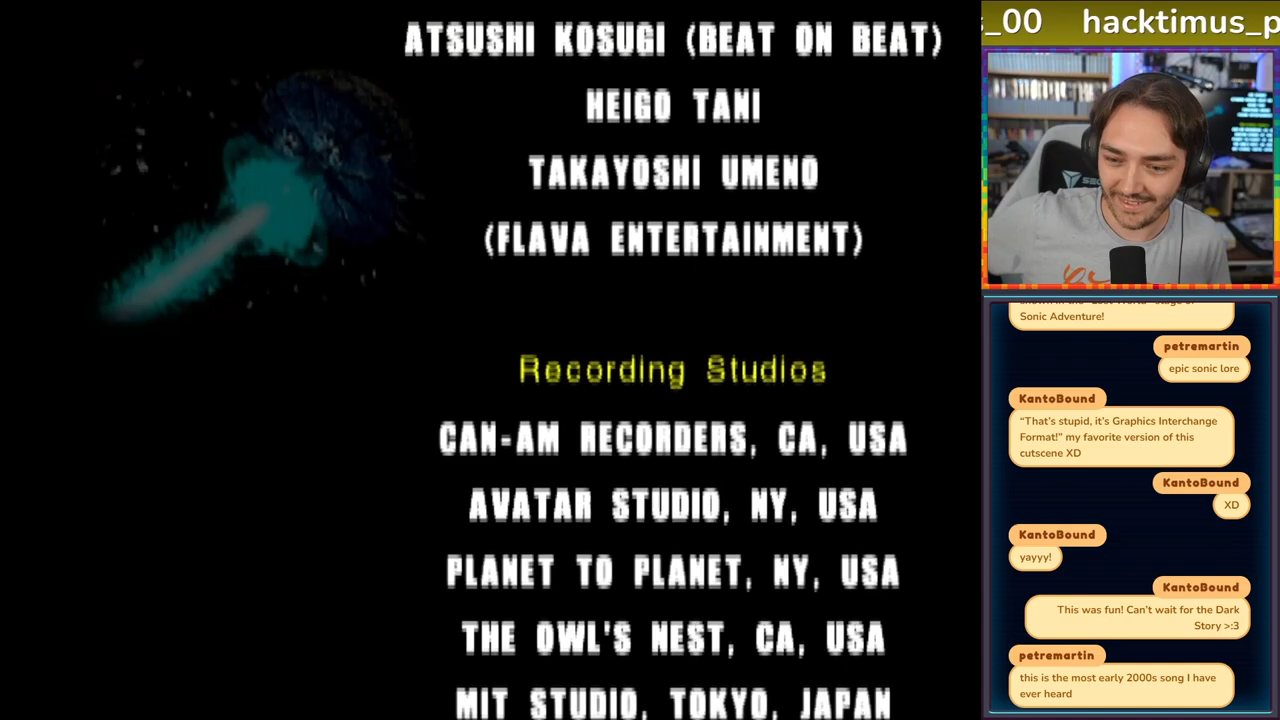 ATSUSHI KOSUGI (BEAT ON BEAT)
HEIGO TANI
TAKAYOSHI UMENO
(FLAVA ENTERTAINMENT)
Recording Studios
CAN-AM RECORDERS, CA, USA
AVATAR STUDIO, NY, USA
PLANET TO PLANET, NY, USA
THE OWL'S NEST, CA, USA
MIT STUDIO, TOKYO, JAPAN
s_00 hacktimus_p
Sonic Adventure!
petremartin
epic sonic lore
KantoBound
“That’s stupid, it’s Graphics Interchange
Format!” my favorite version of this
cutscene XD
KantoBound
XD
KantoBound
yayyy!
KantoBound
This was fun! Can’t wait for the Dark
Story >:3
petremartin
this is the most early 2000s song I have
ever heard